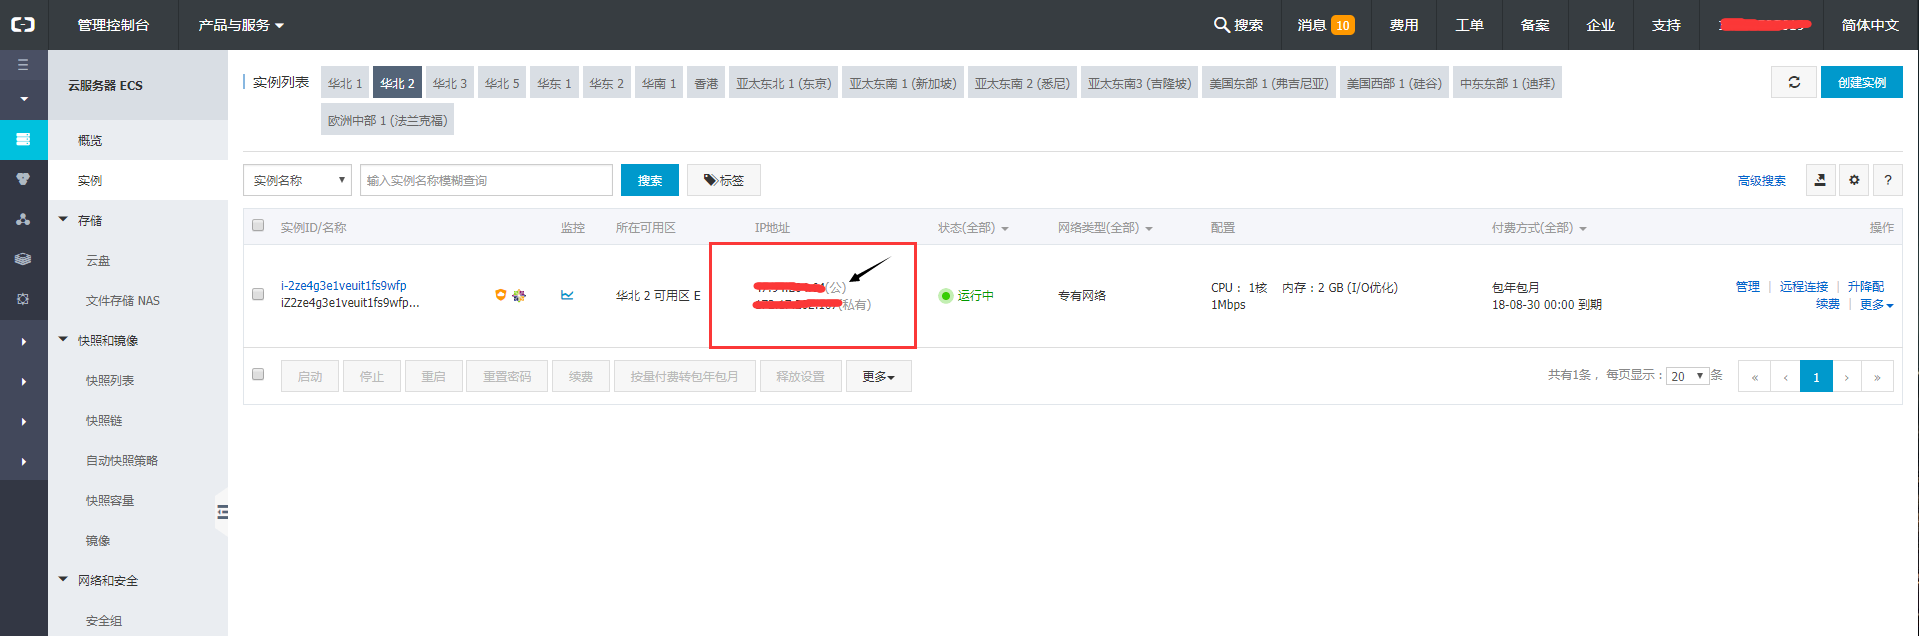 管理控制台
产品与服务
搜索
消息 10
费用
工单
备案
企业
支持
简体中文
云服务器 ECS
概览
实例
存储
云盘
文件存储 NAS
快照和镜像
快照列表
快照链
自动快照策略
快照容量
镜像
网络和安全
安全组
实例列表
华北 1 华北 2 华北 3 华北 5 华东 1 华东 2 华南 1 香港 亚太东北 1 (东京) 亚太东南 1 (新加坡) 亚太东南 2 (悉尼) 亚太东南3 (吉隆坡) 美国东部 1 (弗吉尼亚) 美国西部 1 (硅谷) 中东东部 1 (迪拜)
欧洲中部 1 (法兰克福)
创建实例
实例名称 输入实例名称模糊查询 搜索 标签 高级搜索 ?
实例ID/名称 监控 所在可用区 IP地址 状态(全部) 网络类型(全部) 配置 付费方式(全部) 操作
i-2ze4g3e1veuit1fs9wfp
iZ2ze4g3e1veuit1fs9wfp...
华北 2 可用区 E
(公)
(私有)
运行中
专有网络
CPU： 1核 内存：2 GB (I/O优化)
1Mbps
包年包月
18-08-30 00:00 到期
管理 | 远程连接 | 升降配
续费 | 更多
启动 停止 重启 重置密码 续费 按量付费转包年包月 释放设置 更多
共有1条， 每页显示：20 条 « ‹ 1 › »